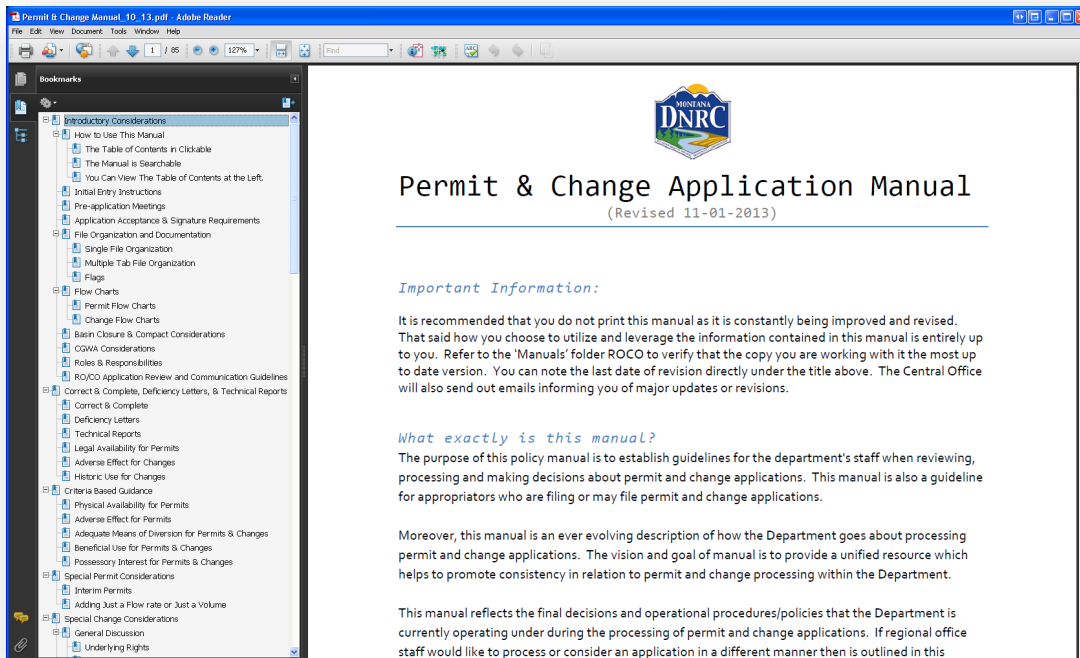 Permit & Change Manual_10_13.pdf - Adobe Reader
File Edit View Document Tools Window Help
1 / 85 127% Find
Bookmarks
Introductory Considerations
How to Use This Manual
The Table of Contents in Clickable
The Manual is Searchable
You Can View The Table of Contents at the Left.
Initial Entry Instructions
Pre-application Meetings
Application Acceptance & Signature Requirements
File Organization and Documentation
Single File Organization
Multiple Tab File Organization
Flags
Flow Charts
Permit Flow Charts
Change Flow Charts
Basin Closure & Compact Considerations
CGWA Considerations
Roles & Responsibilities
RO/CO Application Review and Communication Guidelines
Correct & Complete, Deficiency Letters, & Technical Reports
Correct & Complete
Deficiency Letters
Technical Reports
Legal Availability for Permits
Adverse Effect for Changes
Historic Use for Changes
Criteria Based Guidance
Physical Availability for Permits
Adverse Effect for Permits
Adequate Means of Diversion for Permits & Changes
Beneficial Use for Permits & Changes
Possessory Interest for Permits & Changes
Special Permit Considerations
Interim Permits
Adding Just a Flow rate or Just a Volume
Special Change Considerations
General Discussion
Underlying Rights
MONTANA
DNRC
Permit & Change Application Manual
(Revised 11-01-2013)
Important Information:
It is recommended that you do not print this manual as it is constantly being improved and revised.
That said how you choose to utilize and leverage the information contained in this manual is entirely up
to you. Refer to the ‘Manuals’ folder ROCO to verify that the copy you are working with it the most up
to date version. You can note the last date of revision directly under the title above. The Central Office
will also send out emails informing you of major updates or revisions.
What exactly is this manual?
The purpose of this policy manual is to establish guidelines for the department's staff when reviewing,
processing and making decisions about permit and change applications. This manual is also a guideline
for appropriators who are filing or may file permit and change applications.
Moreover, this manual is an ever evolving description of how the Department goes about processing
permit and change applications. The vision and goal of manual is to provide a unified resource which
helps to promote consistency in relation to permit and change processing within the Department.
This manual reflects the final decisions and operational procedures/policies that the Department is
currently operating under during the processing of permit and change applications. If regional office
staff would like to process or consider an application in a different manner then is outlined in this